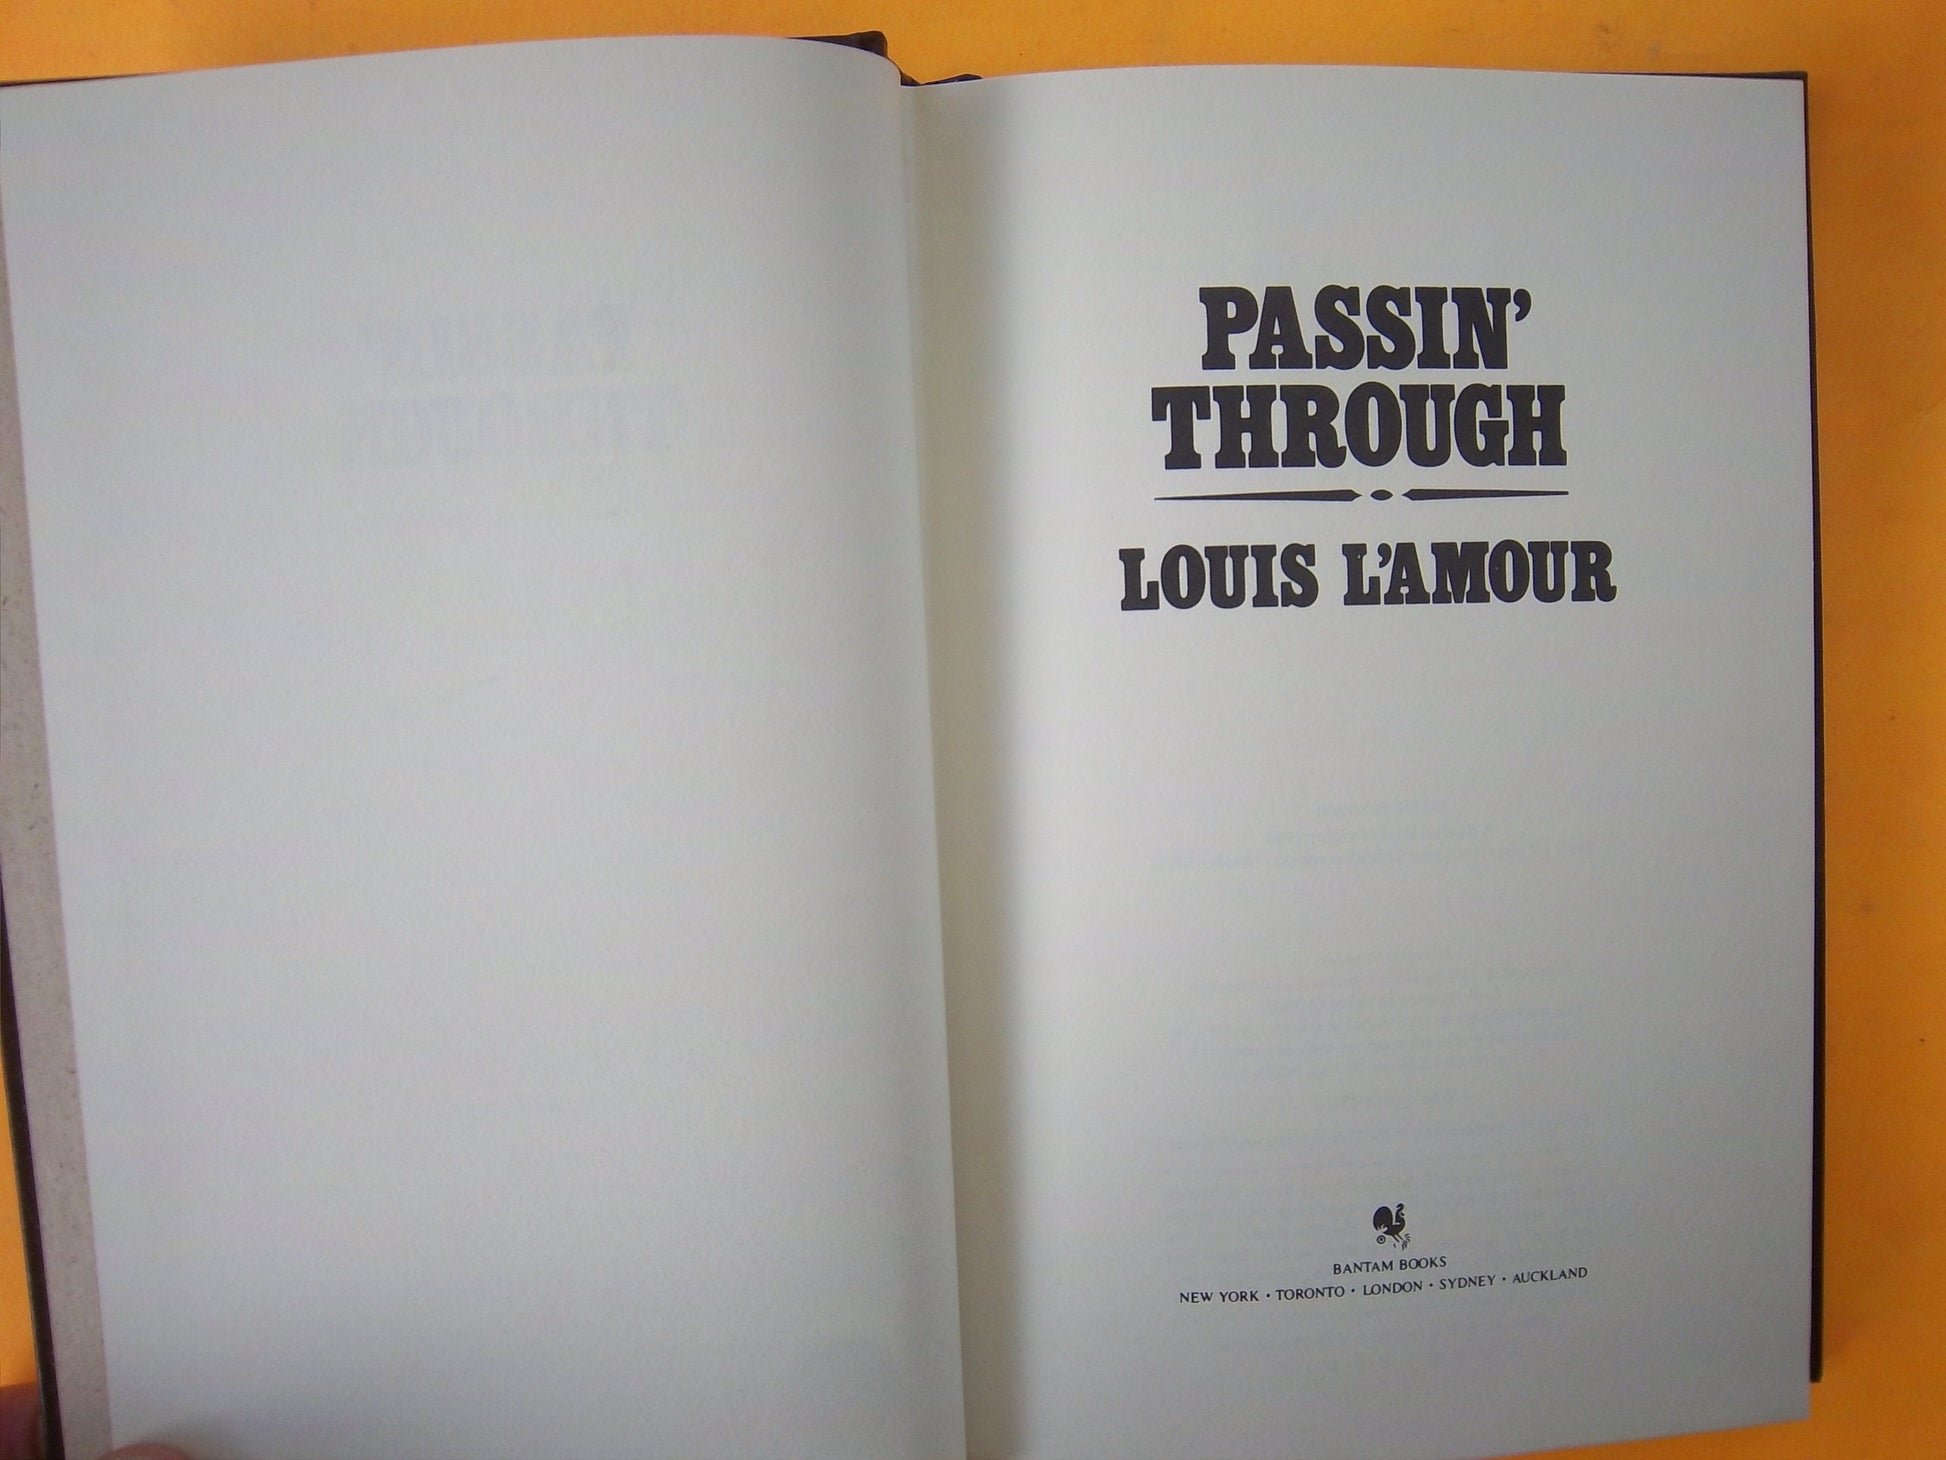 PASSIN’
THROUGH
LOUIS L’AMOUR
BANTAM BOOKS
NEW YORK • TORONTO • LONDON • SYDNEY • AUCKLAND